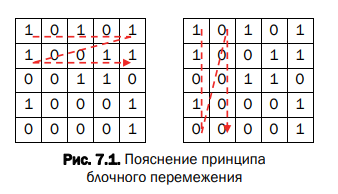 1 0 1 0 1 1 0 1 0 1
1 0 0 1 1 1 0 0 1 1
0 0 1 1 0 0 0 1 1 0
1 0 0 0 1 1 0 0 0 1
0 0 0 0 1 0 0 0 0 1
Рис. 7.1. Пояснение принципа
блочного перемежения